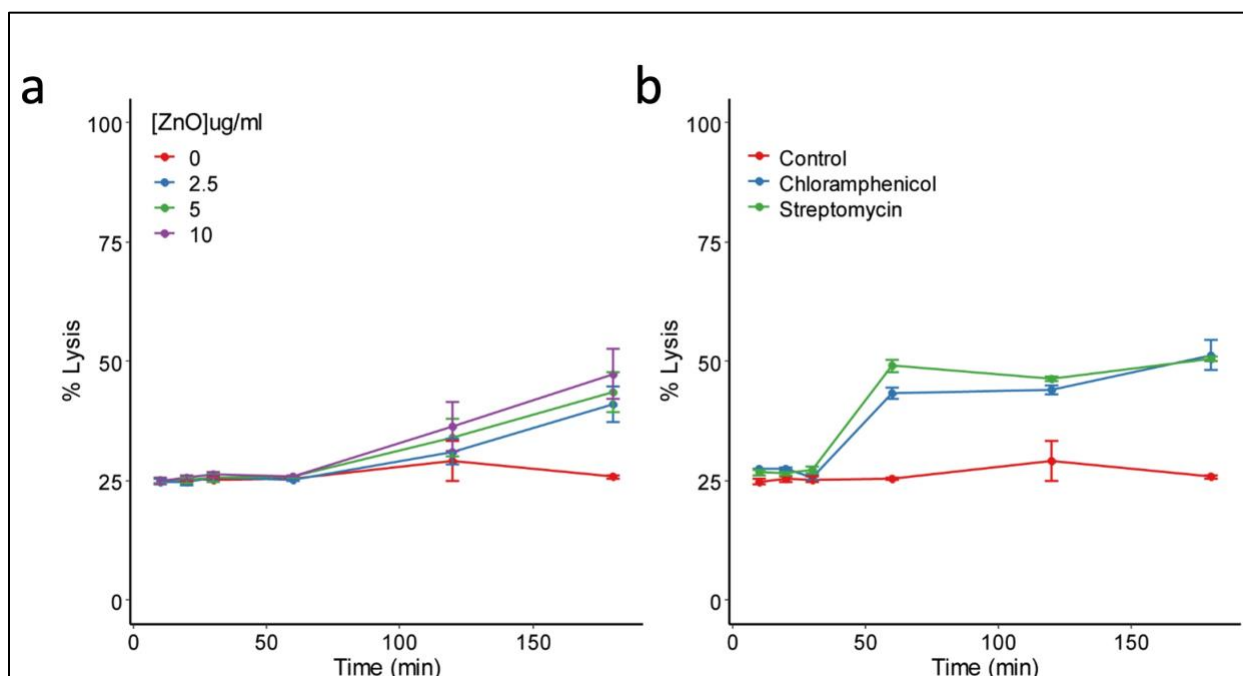 a
[ZnO]ug/ml
0
2.5
5
10
100
75
50
25
0
% Lysis
0
50
100
150
Time (min)
b
Control
Chloramphenicol
Streptomycin
100
75
50
25
0
% Lysis
0
50
100
150
Time (min)